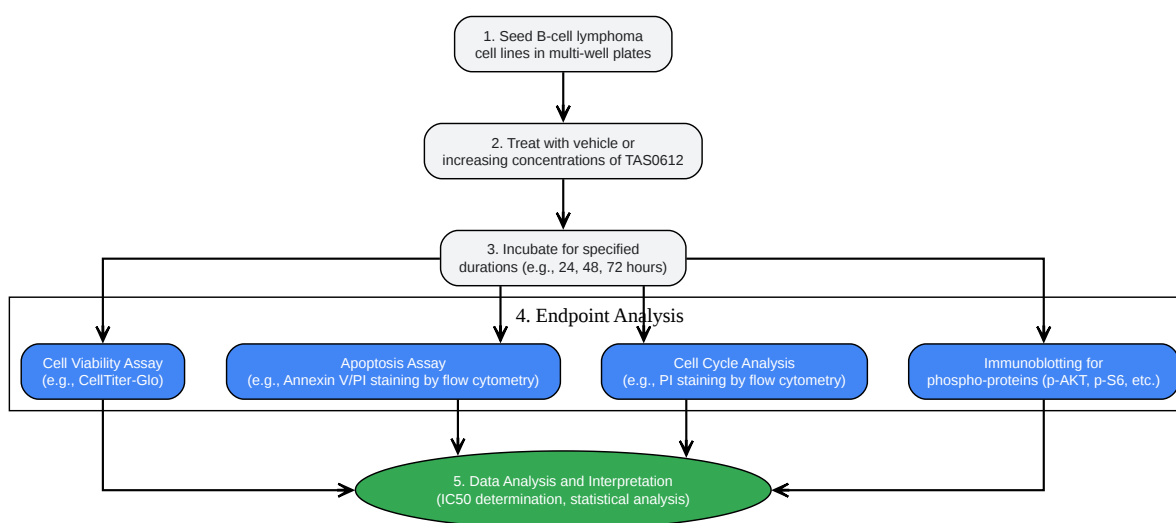 1. Seed B-cell lymphoma
cell lines in multi-well plates
2. Treat with vehicle or
increasing concentrations of TAS0612
3. Incubate for specified
durations (e.g., 24, 48, 72 hours)
4. Endpoint Analysis
Cell Viability Assay
(e.g., CellTiter-Glo)
Apoptosis Assay
(e.g., Annexin V/PI staining by flow cytometry)
Cell Cycle Analysis
(e.g., PI staining by flow cytometry)
Immunoblotting for
phospho-proteins (p-AKT, p-S6, etc.)
5. Data Analysis and Interpretation
(IC50 determination, statistical analysis)